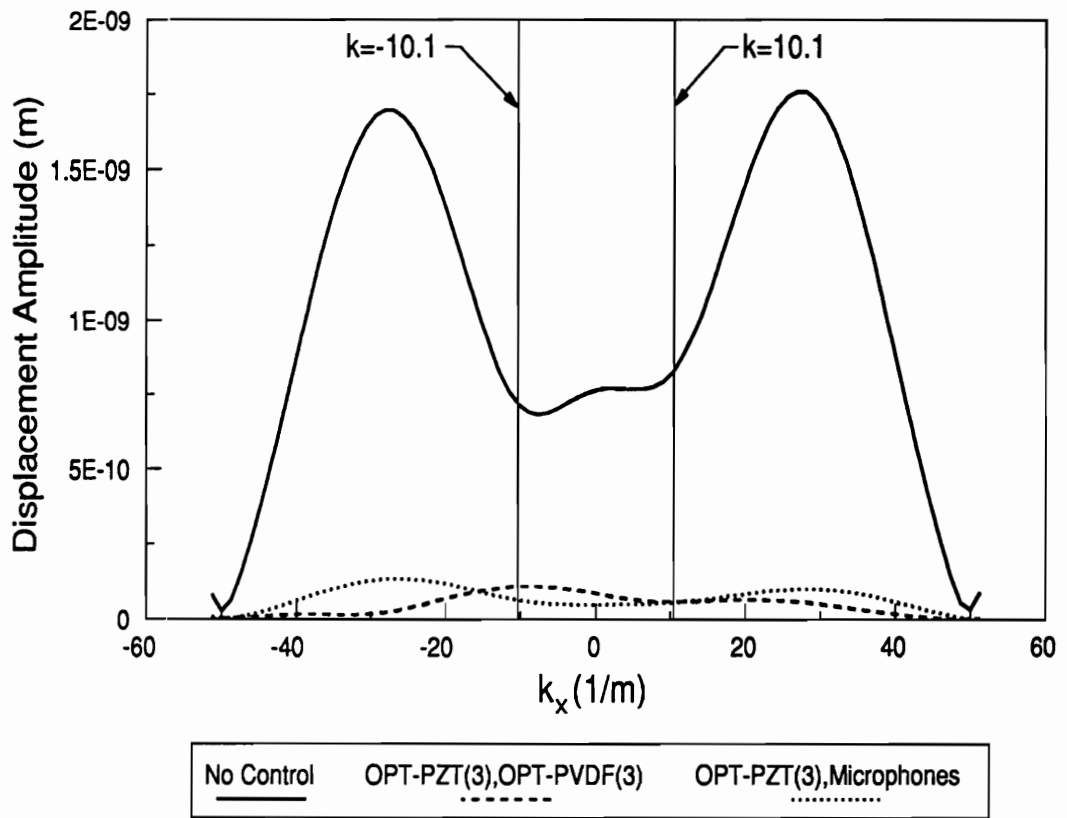 2E-09
k=-10.1
k=10.1
1.5E-09
1E-09
5E-10
0
Displacement Amplitude (m)
-60 -40 -20 0 20 40 60
k_x (1/m)
No Control OPT-PZT(3),OPT-PVDF(3) OPT-PZT(3),Microphones